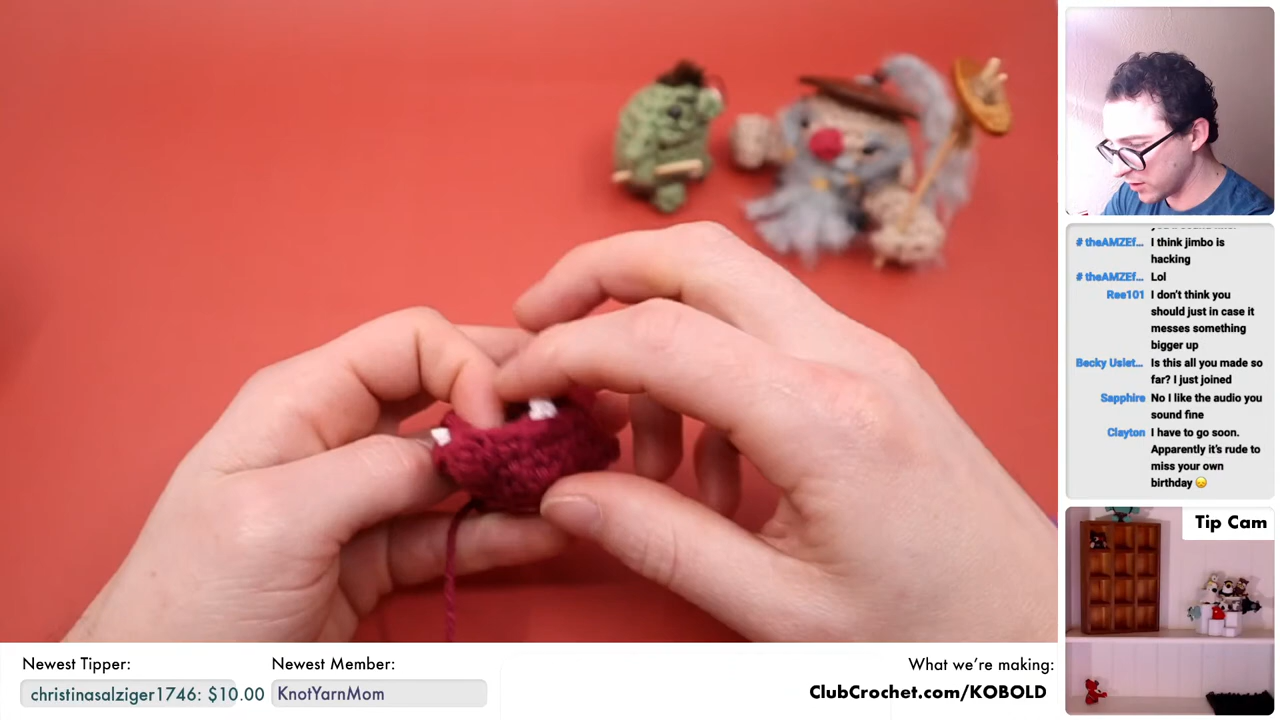 # theAMZEf... I think jimbo is
hacking
# theAMZEf... Lol
Ree101 I don't think you
should just in case it
messes something
bigger up
Becky Uslet... Is this all you made so
far? I just joined
Sapphire No I like the audio you
sound fine
Clayton I have to go soon.
Apparently it's rude to
miss your own
birthday 😞
Tip Cam
Newest Tipper:
christinasalziger1746: $10.00
Newest Member:
KnotYarnMom
What we're making:
ClubCrochet.com/KOBOLD